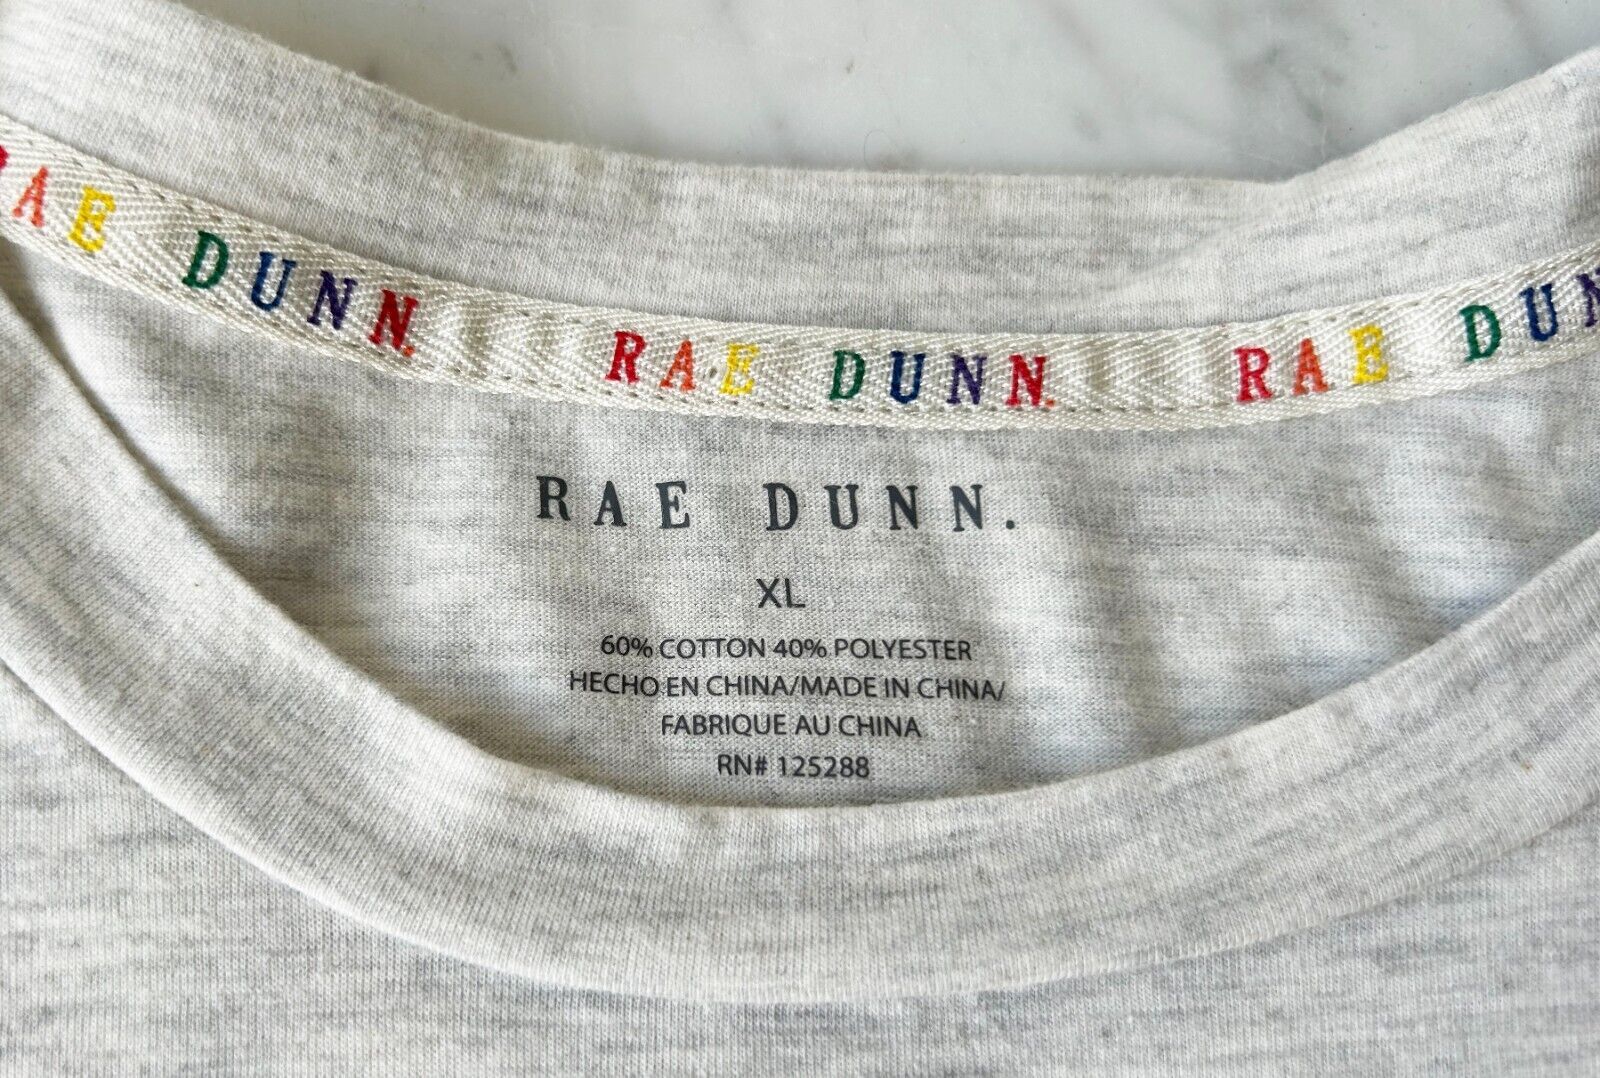 RAE DUNN. RAE DUNN. RAE DUN
RAE DUNN.
XL
60% COTTON 40% POLYESTER
HECHO EN CHINA/MADE IN CHINA/
FABRIQUE AU CHINA
RN# 125288